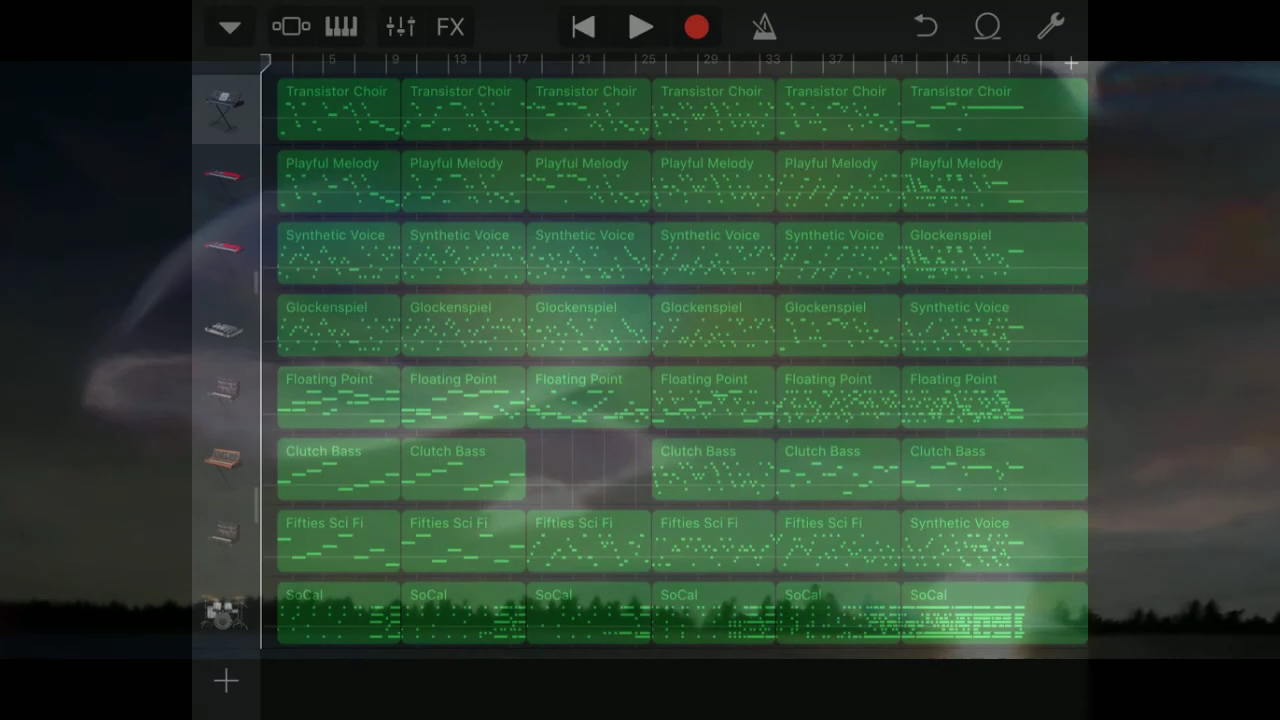 FX
5 9 13 17 21 25 29 33 37 41 45 49
Transistor Choir Transistor Choir Transistor Choir Transistor Choir Transistor Choir Transistor Choir
Playful Melody Playful Melody Playful Melody Playful Melody Playful Melody Playful Melody
Synthetic Voice Synthetic Voice Synthetic Voice Synthetic Voice Synthetic Voice Glockenspiel
Glockenspiel Glockenspiel Glockenspiel Glockenspiel Glockenspiel Synthetic Voice
Floating Point Floating Point Floating Point Floating Point Floating Point Floating Point
Clutch Bass Clutch Bass Clutch Bass Clutch Bass Clutch Bass
Fifties Sci Fi Fifties Sci Fi Fifties Sci Fi Fifties Sci Fi Fifties Sci Fi Synthetic Voice
SoCal SoCal SoCal SoCal SoCal SoCal